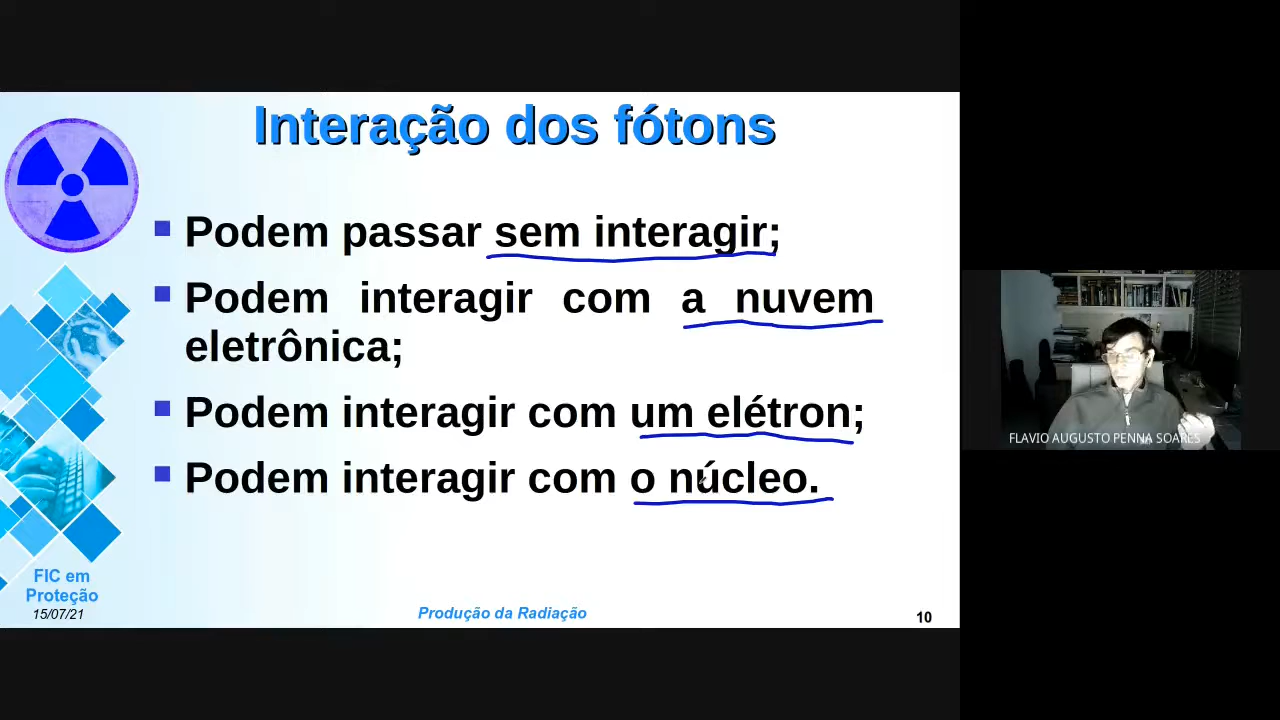 Interação dos fótons
Podem passar sem interagir;
Podem interagir com a nuvem
eletrônica;
Podem interagir com um elétron;
Podem interagir com o núcleo.
FIC em
Proteção
15/07/21
Produção da Radiação
10
FLAVIO AUGUSTO PENNA SOARES